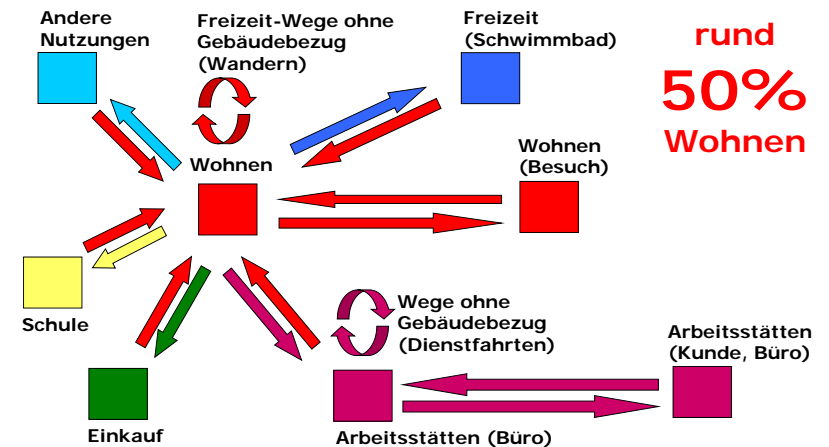 Andere
Nutzungen
Freizeit-Wege ohne
Gebäudebezug
(Wandern)
Freizeit
(Schwimmbad)
rund
50%
Wohnen
Wohnen
Wohnen
(Besuch)
Schule
Wege ohne
Gebäudebezug
(Dienstfahrten)
Arbeitsstätten
(Kunde, Büro)
Einkauf
Arbeitsstätten (Büro)